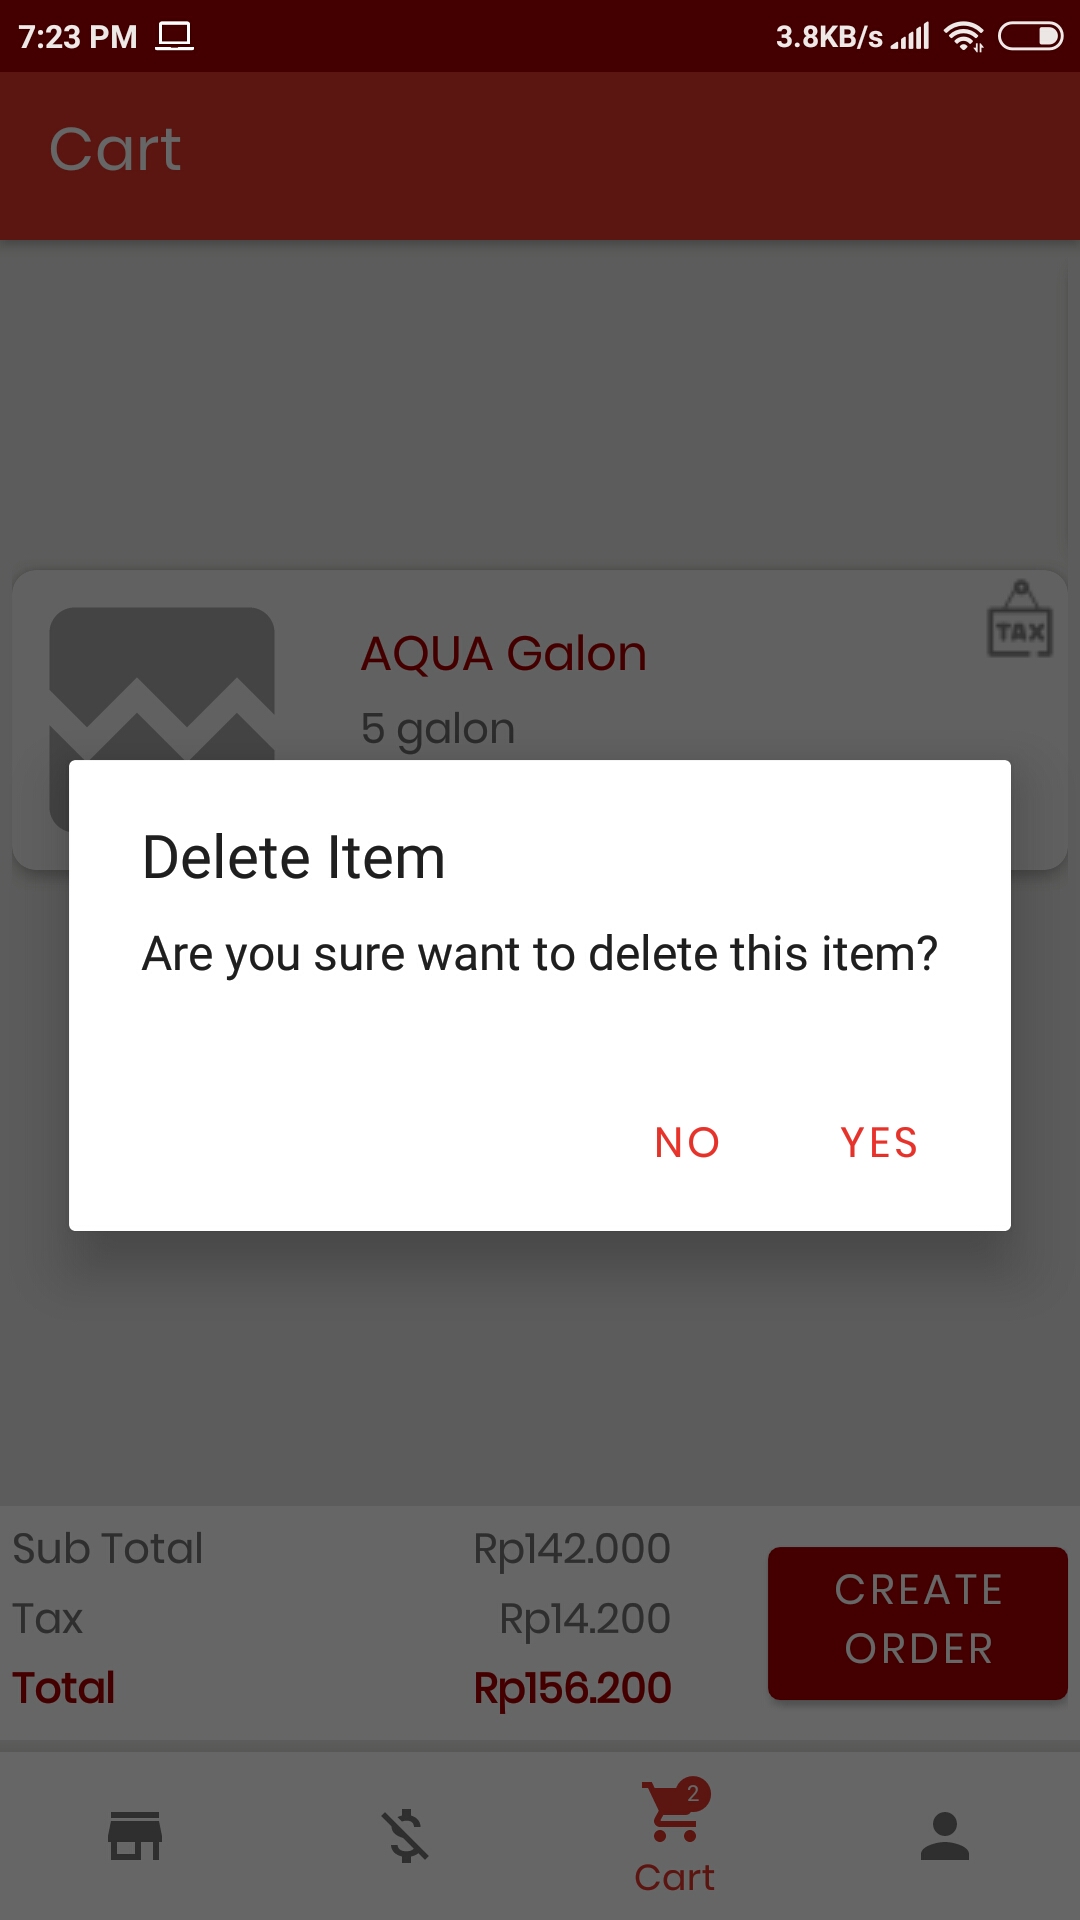 7:23 PM 3.8KB/s
Cart
TAX
AQUA Galon
5 galon
Delete Item
Are you sure want to delete this item?
NO YES
Sub Total Rp142.000
Tax Rp14.200
Total Rp156.200
CREATE
ORDER
2
Cart